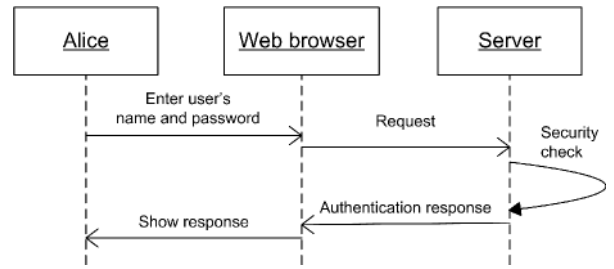 Alice
Web browser
Server
Enter user's
name and password
Request
Security
check
Authentication response
Show response